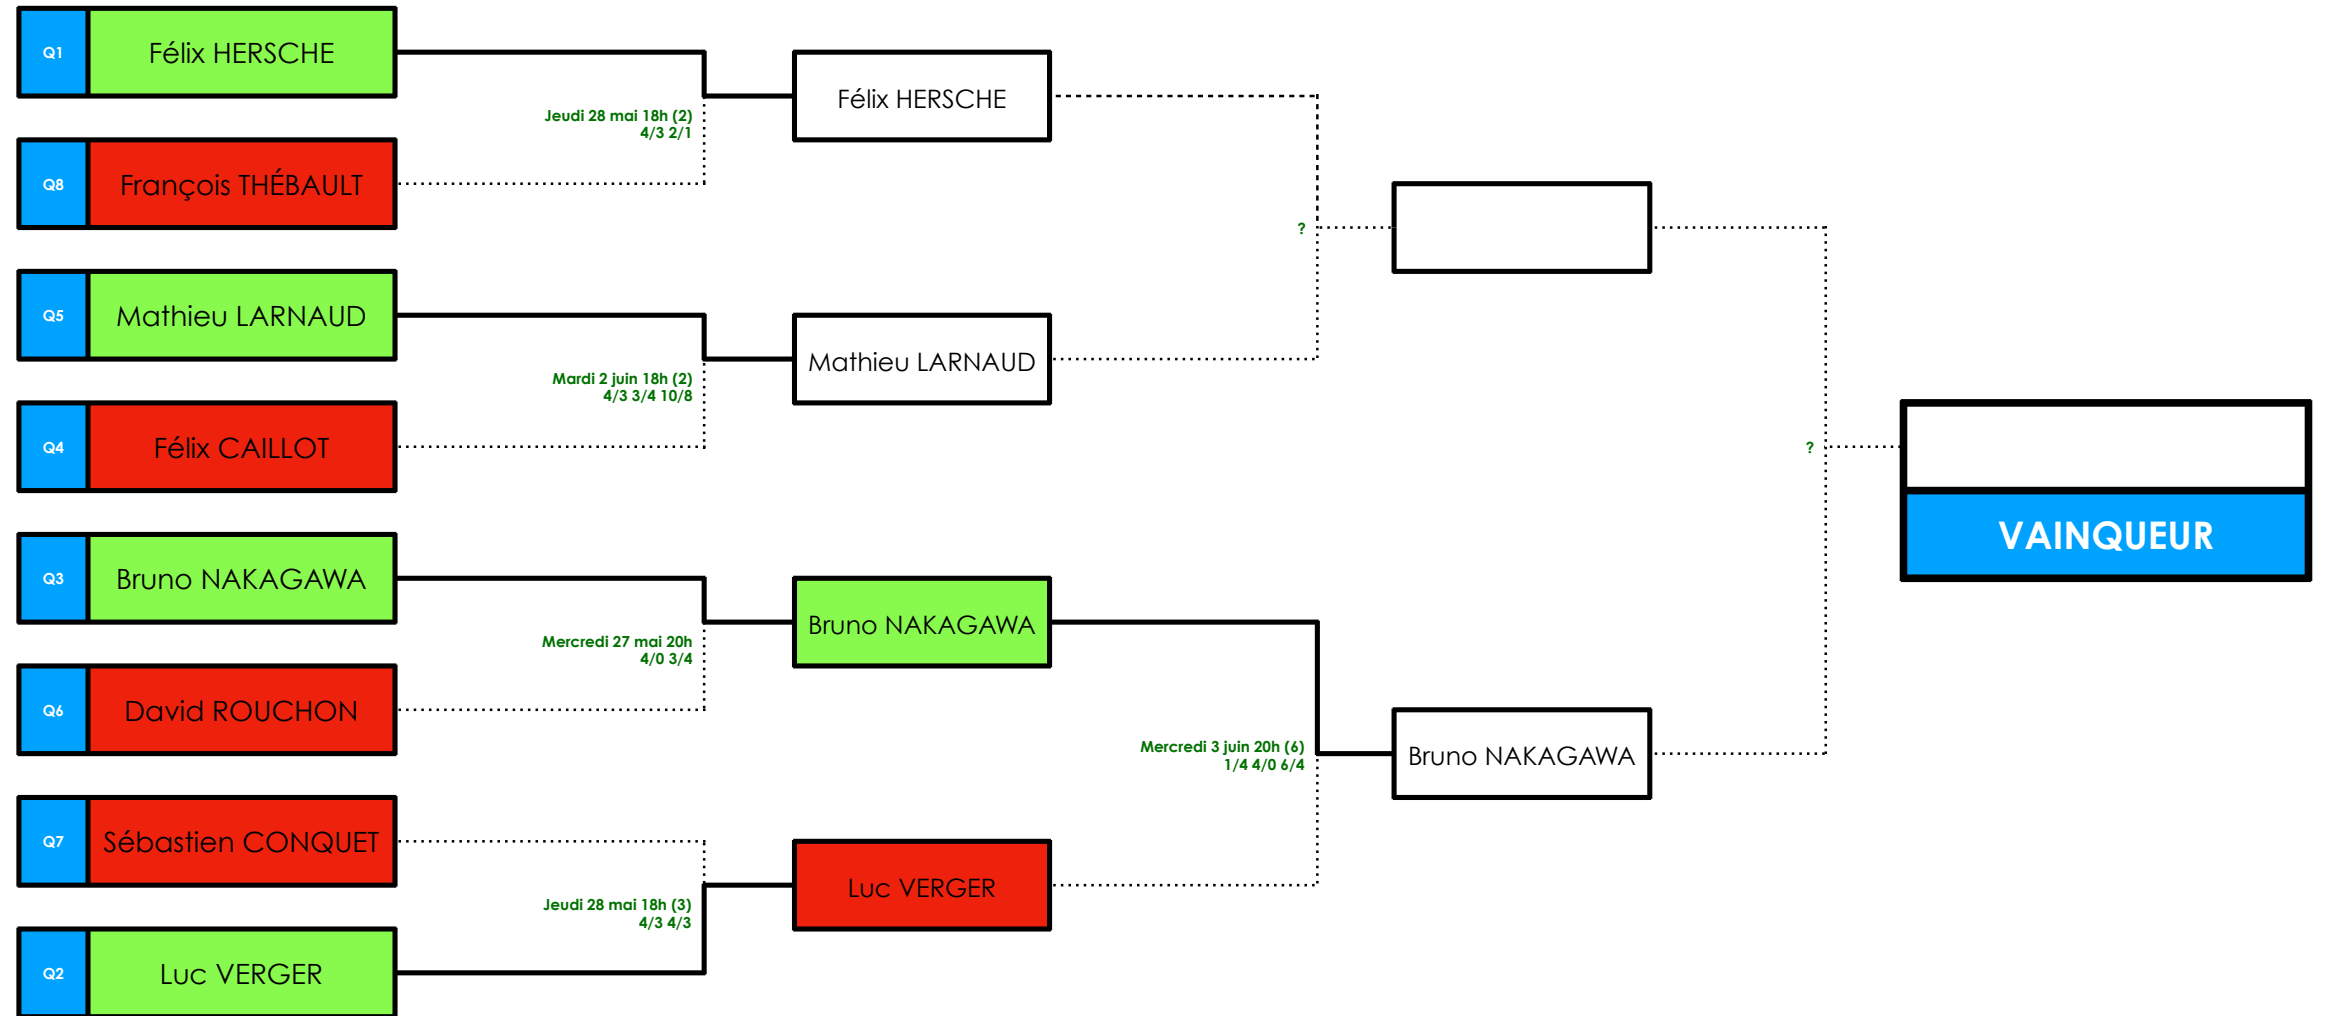 Q1
Félix HERSCHE
Jeudi 28 mai 18h (2)
4/3 2/1
Félix HERSCHE
Q8
François THÉBAULT
?
Q5
Mathieu LARNAUD
Mardi 2 juin 18h (2)
4/3 3/4 10/8
Mathieu LARNAUD
Q4
Félix CAILLOT
?
VAINQUEUR
Q3
Bruno NAKAGAWA
Mercredi 27 mai 20h
4/0 3/4
Bruno NAKAGAWA
Q6
David ROUCHON
Mercredi 3 juin 20h (6)
1/4 4/0 6/4
Bruno NAKAGAWA
Q7
Sébastien CONQUET
Jeudi 28 mai 18h (3)
4/3 4/3
Luc VERGER
Q2
Luc VERGER